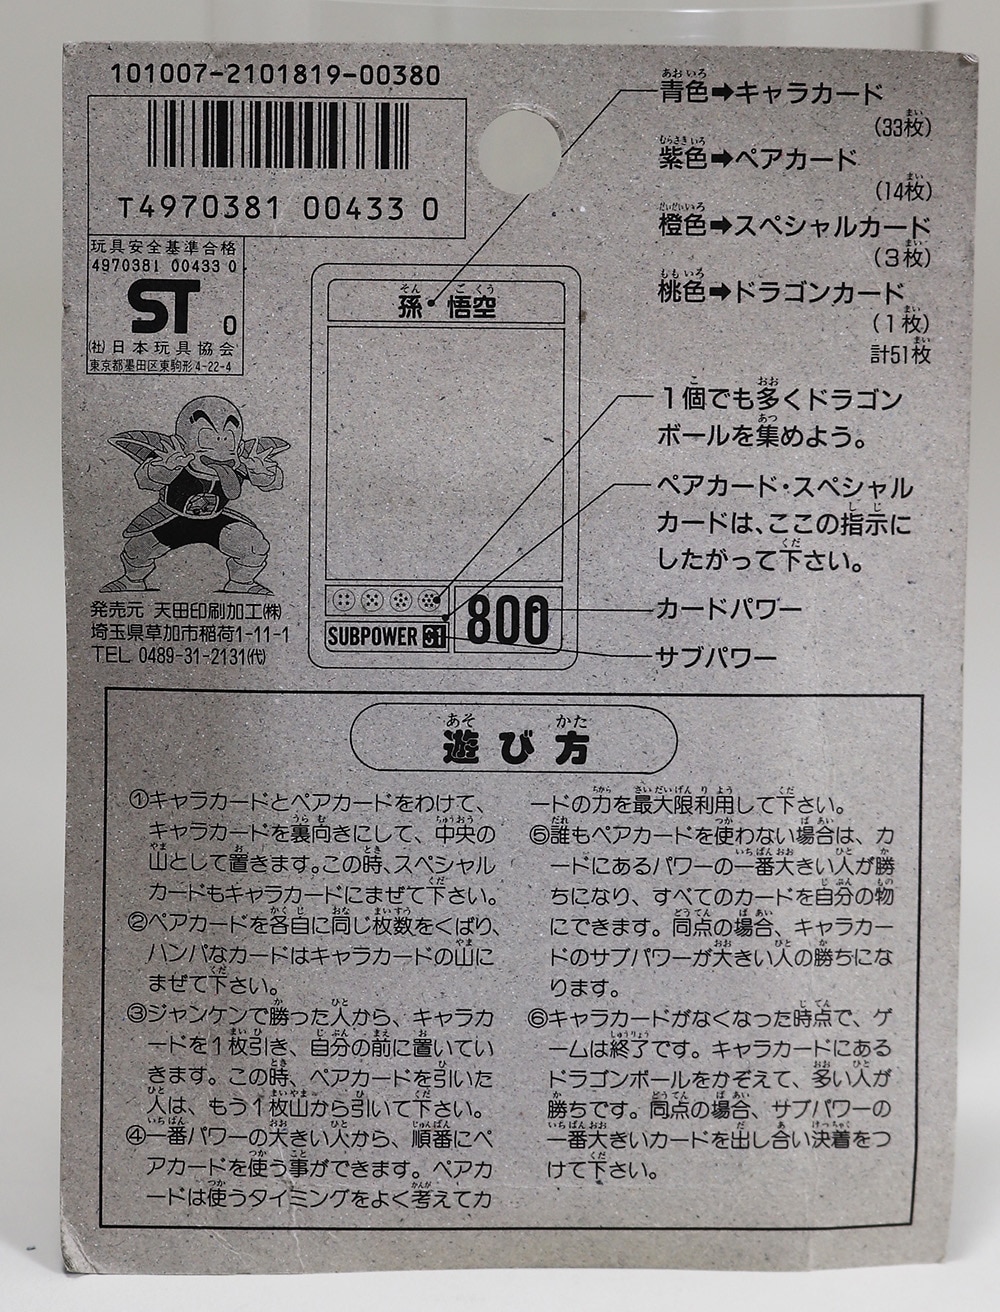 101007-2101819-00380
T4970381 00433 0
玩具安全基準合格
4970381 00433 0
ST 0
(社)日本玩具協会
東京都墨田区東駒形4-22-4
発売元 天田印刷加工(株)
埼玉県草加市稲荷1-11-1
TEL 0489-31-2131(代)
孫・悟空
SUBPOWER 31
800
青色➡キャラカード
(33枚)
紫色➡ペアカード
(14枚)
橙色➡スペシャルカード
(3枚)
桃色➡ドラゴンカード
(1枚)
計51枚
1個でも多くドラゴン
ボールを集めよう。
ペアカード・スペシャル
カードは、ここの指示に
したがって下さい。
カードパワー
サブパワー
遊び方
①キャラカードとペアカードをわけて、
キャラカードを裏向きにして、中央の
山として置きます。この時、スペシャル
カードもキャラカードにまぜて下さい。
②ペアカードを各自に同じ枚数をくばり、
ハンパなカードはキャラカードの山に
まぜて下さい。
③ジャンケンで勝った人から、キャラカ
ードを1枚引き、自分の前に置いてい
きます。この時、ペアカードを引いた
人は、もう1枚山から引いて下さい。
④一番パワーの大きい人から、順番にペ
アカードを使う事ができます。ペアカ
ードは使うタイミングをよく考えてカ
ードの力を最大限利用して下さい。
⑤誰もペアカードを使わない場合は、カ
ードにあるパワーの一番大きい人が勝
ちになり、すべてのカードを自分の物
にできます。同点の場合、キャラカー
ドのサブパワーが大きい人の勝ちにな
ります。
⑥キャラカードがなくなった時点で、ゲ
ームは終了です。キャラカードにある
ドラゴンボールをかぞえて、多い人が
勝ちです。同点の場合、サブパワーの
一番大きいカードを出し合い決着をつ
けて下さい。